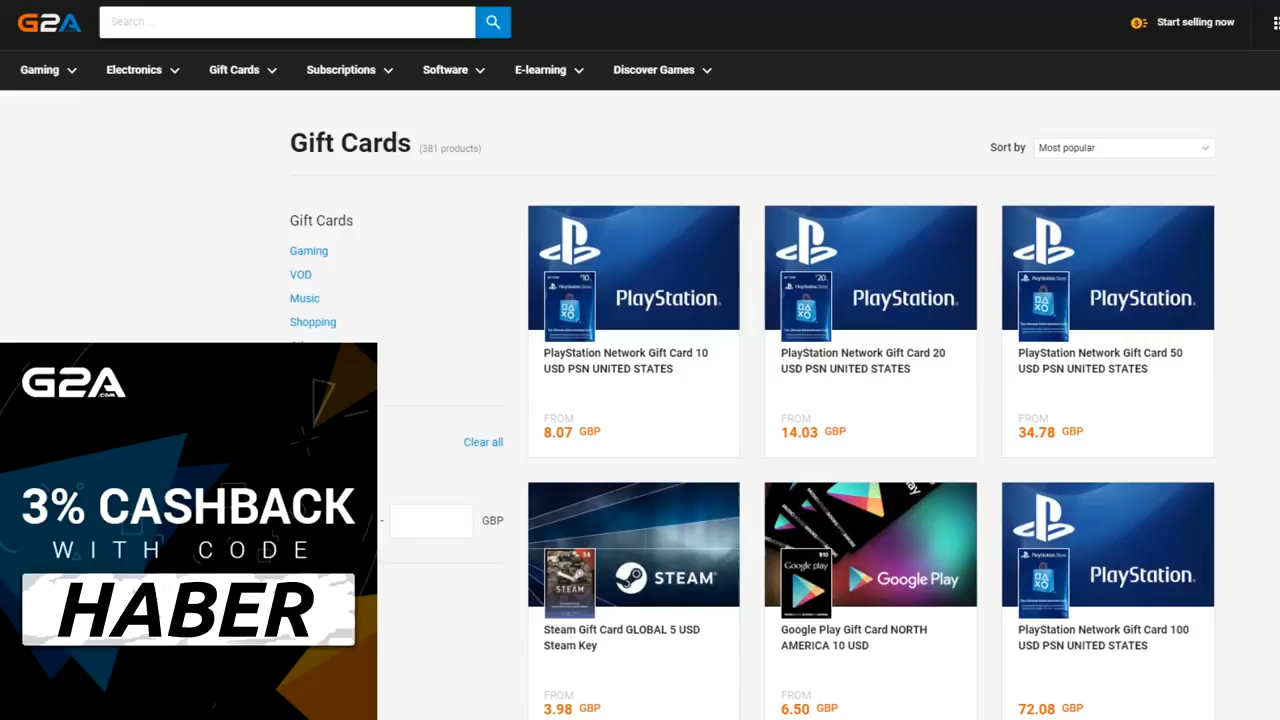 G2A
Search ...
Start selling now
Gaming
Electronics
Gift Cards
Subscriptions
Software
E-learning
Discover Games
Gift Cards (381 products)
Sort by
Most popular
Gift Cards
Gaming
VOD
Music
Shopping
Clear all
-
GBP
G2A
.COM
3% CASHBACK
WITH CODE
HABER
PlayStation
PlayStation Network Gift Card 10
USD PSN UNITED STATES
FROM
8.07 GBP
$20
PlayStation
PlayStation Network Gift Card 20
USD PSN UNITED STATES
FROM
14.03 GBP
PlayStation
PlayStation Network Gift Card 50
USD PSN UNITED STATES
FROM
34.78 GBP
STEAM
STEAM
Steam Gift Card GLOBAL 5 USD
Steam Key
FROM
3.98 GBP
$10
Google play
Google Play
Google Play Gift Card NORTH
AMERICA 10 USD
FROM
6.50 GBP
PlayStation
PlayStation Network Gift Card 100
USD PSN UNITED STATES
72.08 GBP